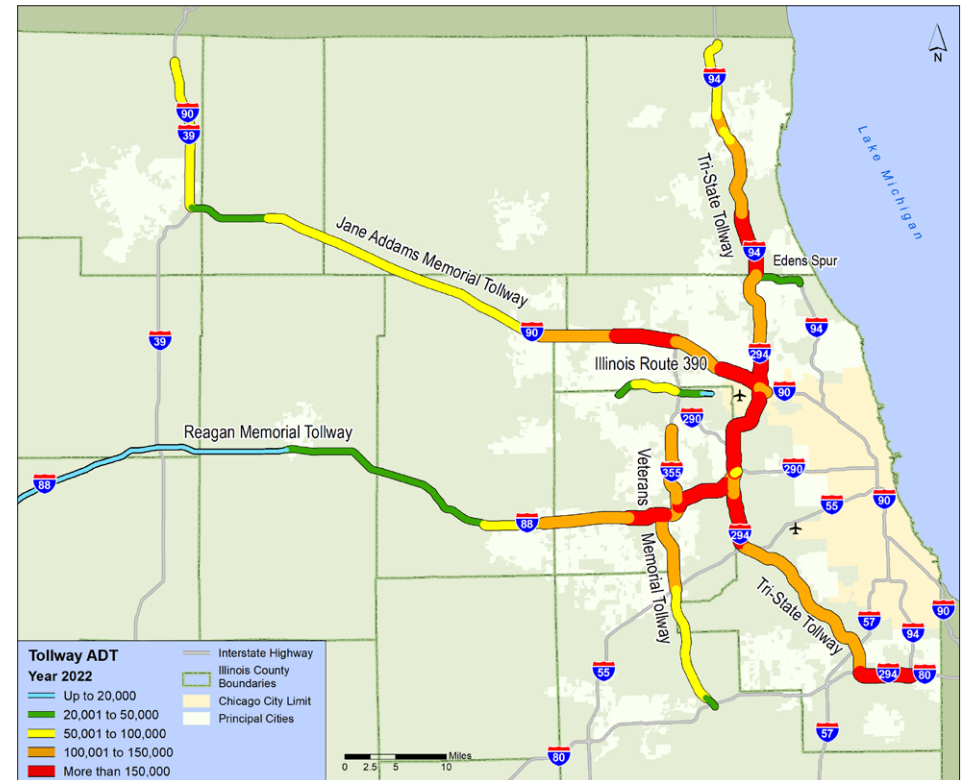 94
90
39
N
Lake Michigan
Tri-State Tollway
Jane Addams Memorial Tollway
94
Edens Spur
39
90
94
294
Illinois Route 390
90
290
Reagan Memorial Tollway
88
Veterans
355
290
55
90
88
294
Memorial Tollway
Tri-State Tollway
57
94
90
55
294
80
57
80
Tollway ADT
Year 2022
Up to 20,000
20,001 to 50,000
50,001 to 100,000
100,001 to 150,000
More than 150,000
Interstate Highway
Illinois County
Boundaries
Chicago City Limit
Principal Cities
Miles
0 2.5 5 10